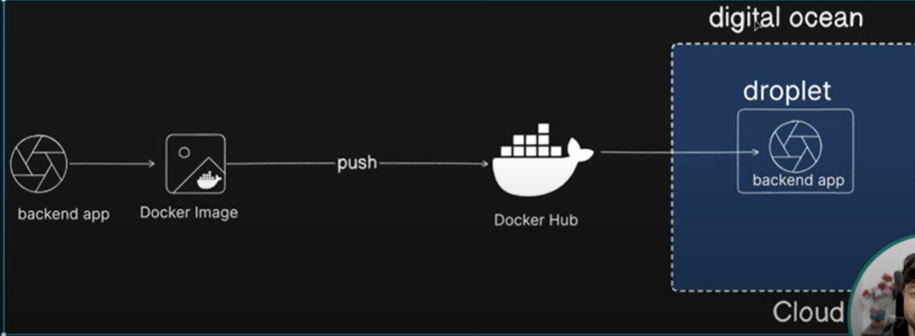 digital ocean
droplet
push
backend app
backend app
Docker Image
Docker Hub
Cloud